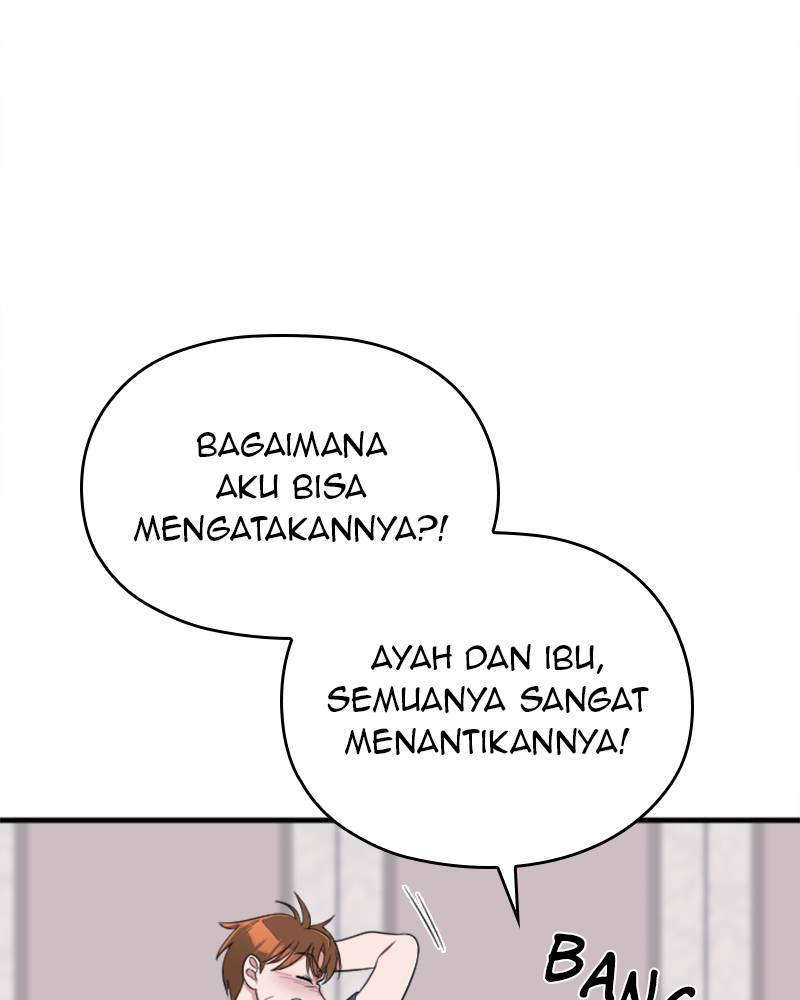 BAGAIMANA
AKU BISA
MENGATAKANNYA?!
AYAH DAN IBU,
SEMUANYA SANGAT
MENANTIKANNYA!
BANG